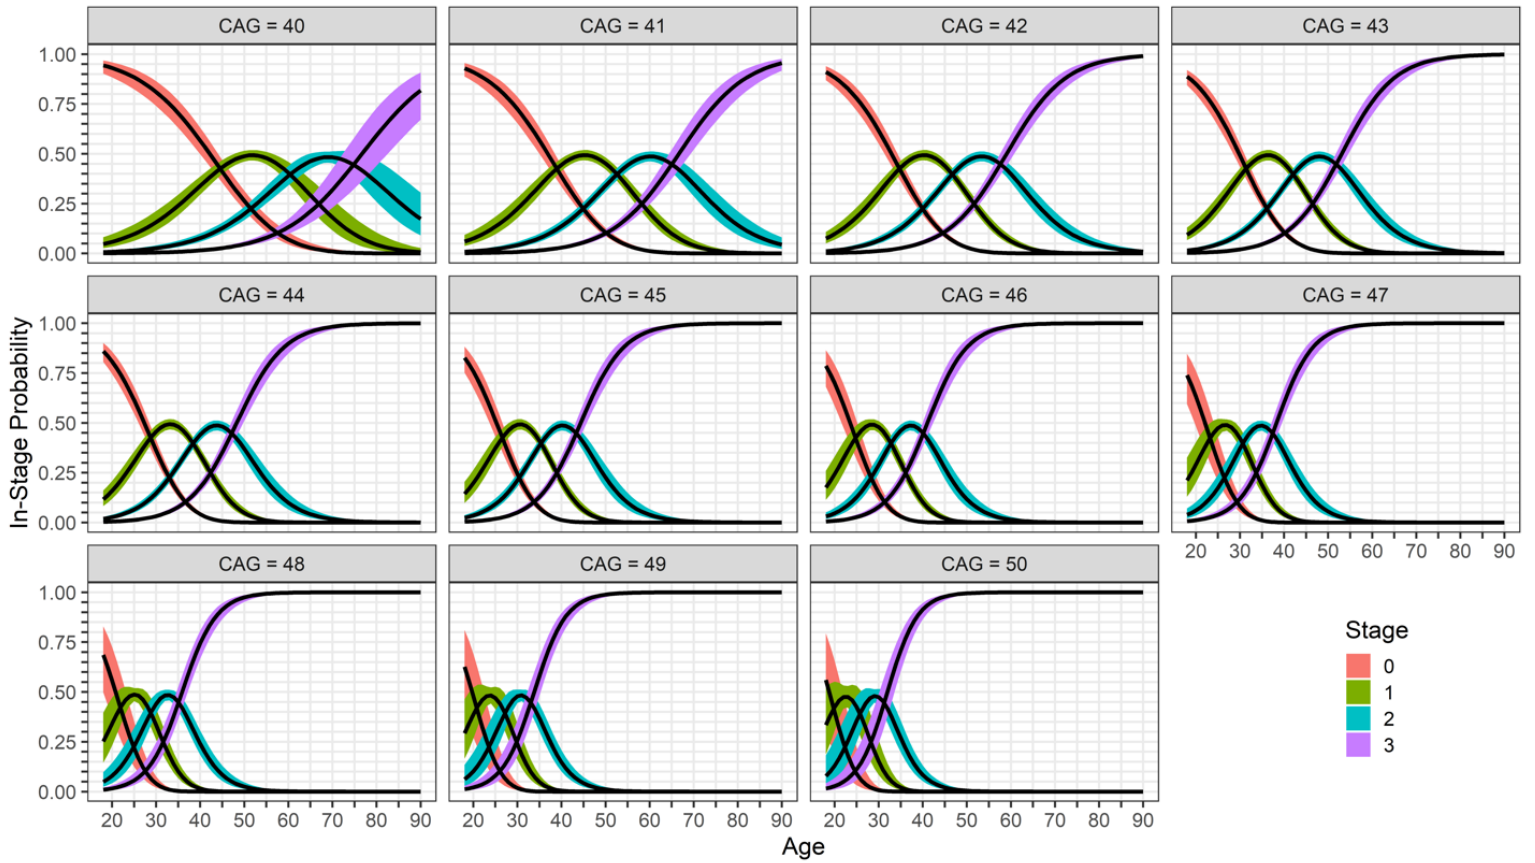 CAG = 40 CAG = 41 CAG = 42 CAG = 43
1.00
0.75
0.50
0.25
0.00
CAG = 44 CAG = 45 CAG = 46 CAG = 47
1.00
0.75
0.50
0.25
0.00
20 30 40 50 60 70 80 90
In-Stage Probability
CAG = 48 CAG = 49 CAG = 50
1.00
0.75
0.50
0.25
0.00
20 30 40 50 60 70 80 90 20 30 40 50 60 70 80 90 20 30 40 50 60 70 80 90
Age
Stage
0
1
2
3